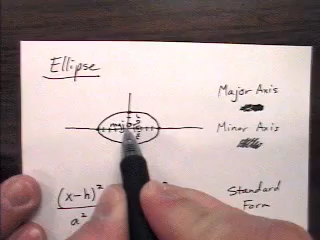 Ellipse
Major Axis
Minor Axis
(x-h)²
a²
Standard
Form